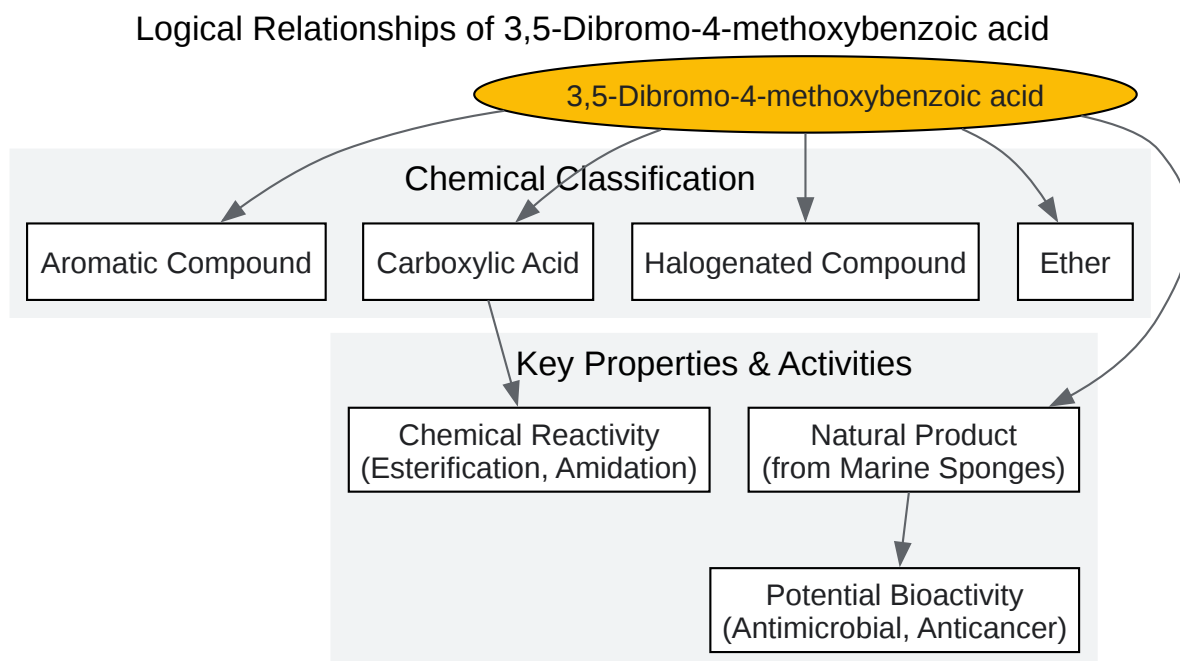 Logical Relationships of 3,5-Dibromo-4-methoxybenzoic acid
3,5-Dibromo-4-methoxybenzoic acid
Chemical Classification
Aromatic Compound
Carboxylic Acid
Halogenated Compound
Ether
Key Properties & Activities
Chemical Reactivity
(Esterification, Amidation)
Natural Product
(from Marine Sponges)
Potential Bioactivity
(Antimicrobial, Anticancer)